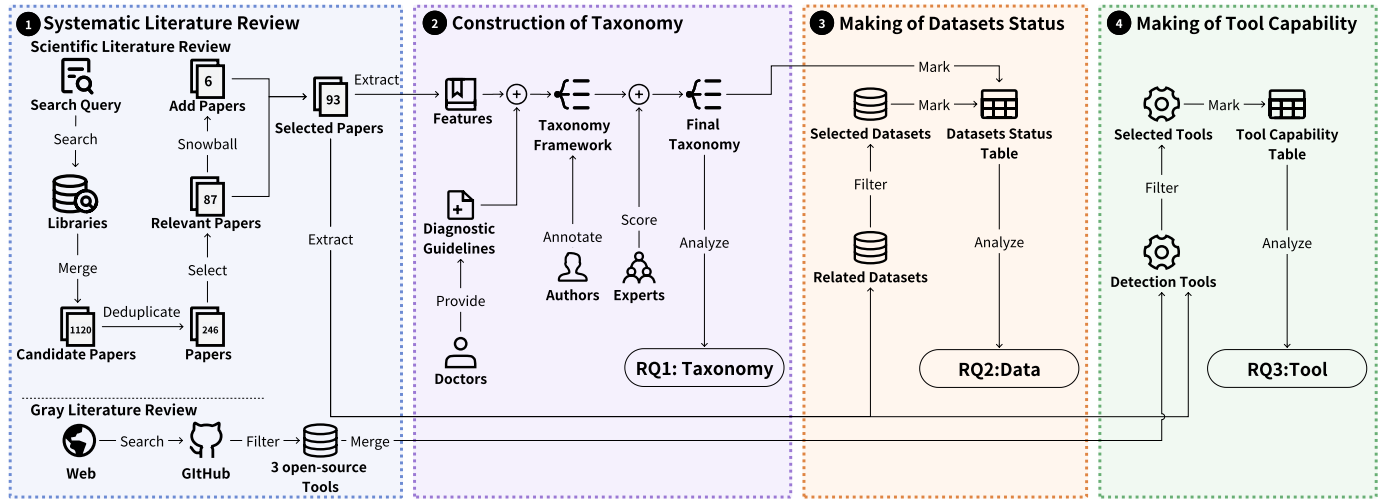 1 Systematic Literature Review
Scientific Literature Review
Search Query
Search
Libraries
Merge
1120
Candidate Papers
Deduplicate
246
Papers
Select
87
Relevant Papers
Snowball
6
Add Papers
93
Selected Papers
Extract
Extract
Gray Literature Review
Web
Search
GItHub
Filter
3 open-source
Tools
Merge
2 Construction of Taxonomy
Features
Diagnostic
Guidelines
Provide
Doctors
Taxonomy
Framework
Annotate
Authors
Score
Experts
Final
Taxonomy
Analyze
RQ1: Taxonomy
3 Making of Datasets Status
Mark
Selected Datasets
Mark
Datasets Status
Table
Filter
Related Datasets
Analyze
RQ2:Data
4 Making of Tool Capability
Selected Tools
Mark
Tool Capability
Table
Filter
Detection Tools
Analyze
RQ3:Tool